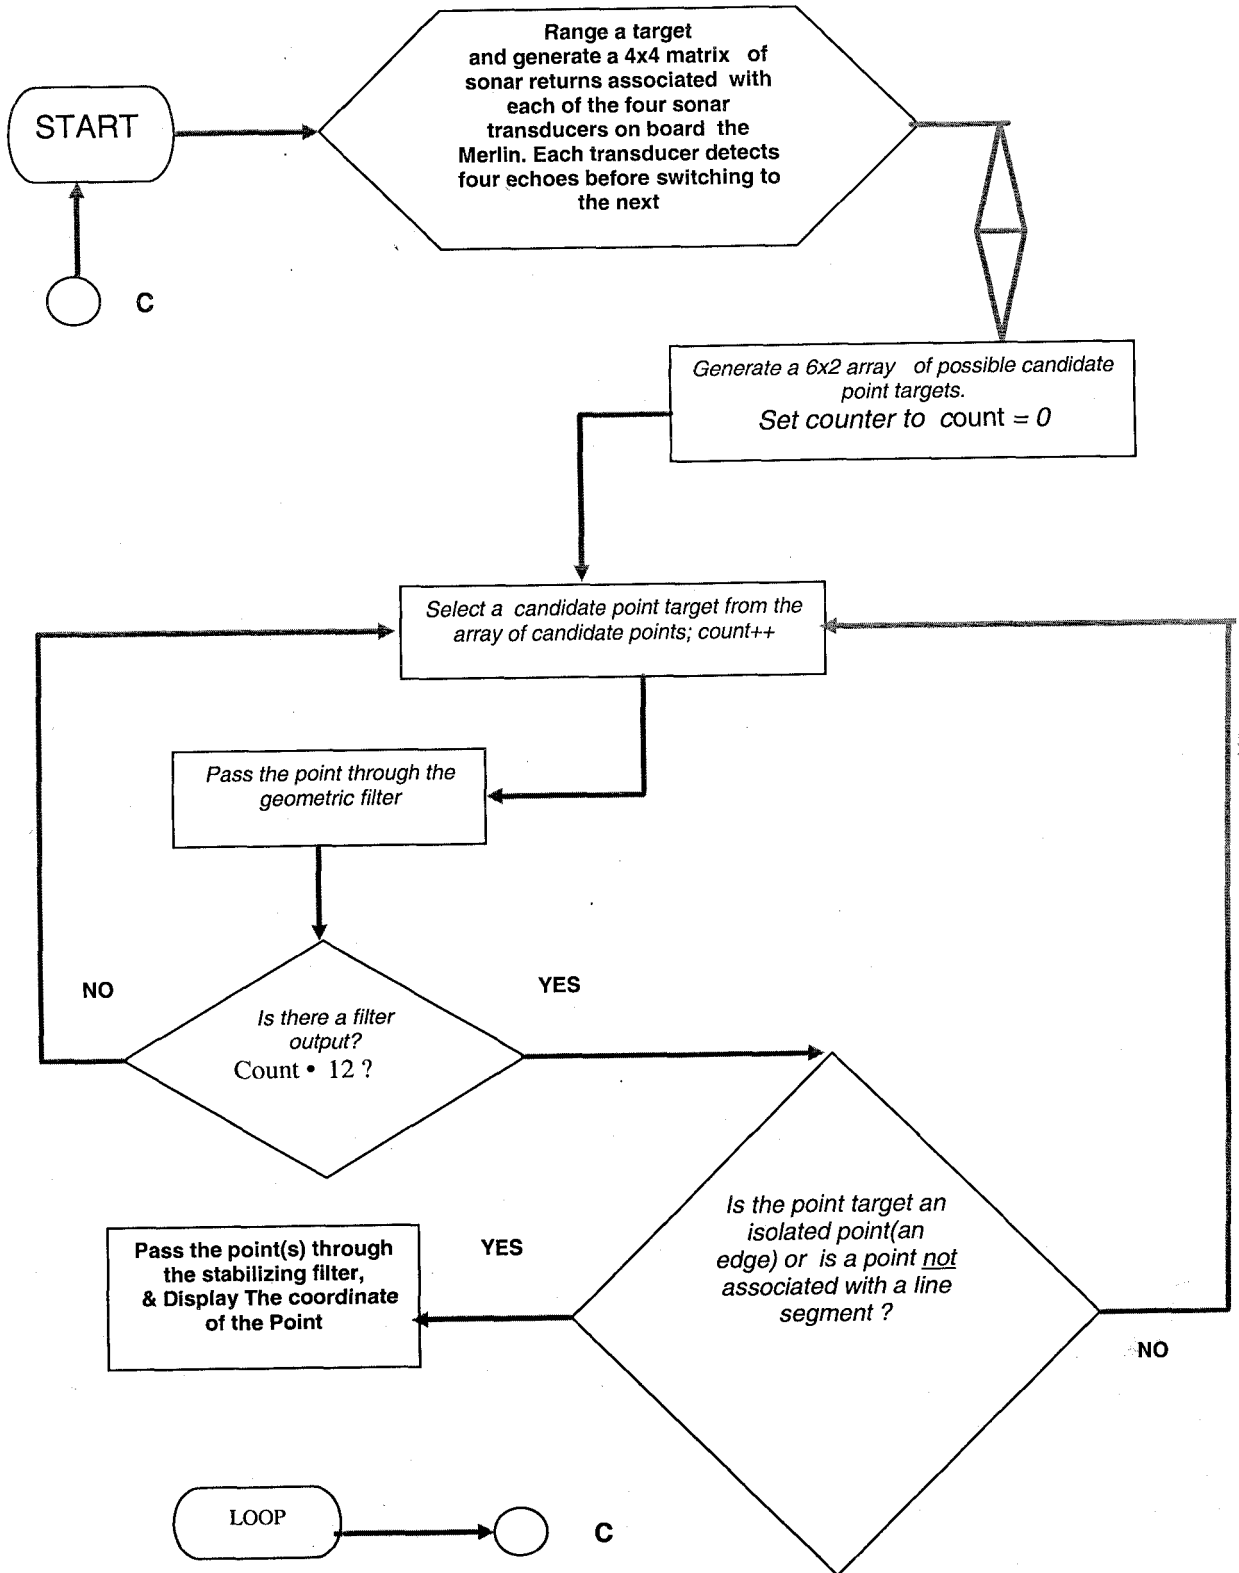 Range a target
and generate a 4x4 matrix of
sonar returns associated with
each of the four sonar
transducers on board the
Merlin. Each transducer detects
four echoes before switching to
the next
START
C
Generate a 6x2 array of possible candidate
point targets.
Set counter to count = 0
Select a candidate point target from the
array of candidate points; count++
Pass the point through the
geometric filter
NO
YES
Is there a filter
output?
Count • 12 ?
Is the point target an
isolated point(an
edge) or is a point not
associated with a line
segment ?
YES
NO
Pass the point(s) through
the stabilizing filter,
& Display The coordinate
of the Point
LOOP
C